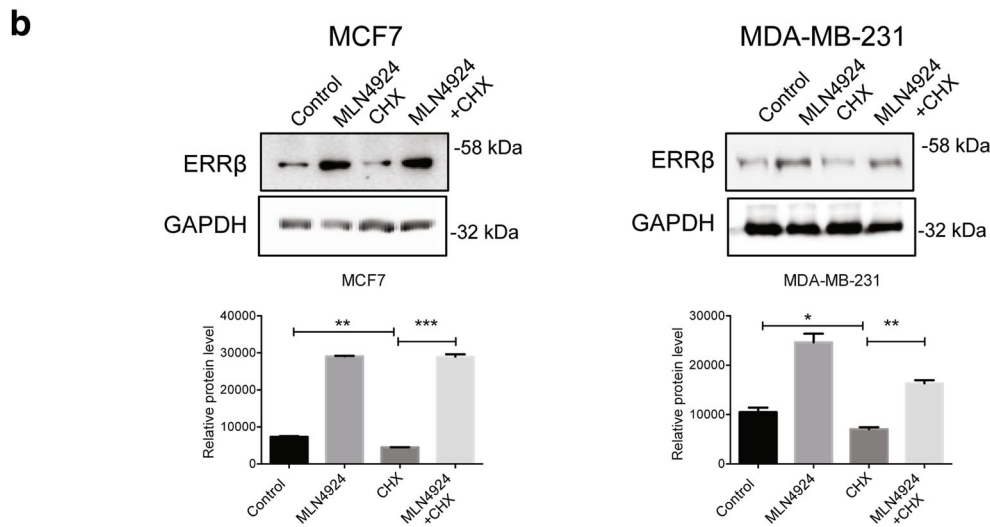 b
MCF7
Control
MLN4924
CHX
MLN4924
+CHX
ERRβ
-58 kDa
GAPDH
-32 kDa
MCF7
Relative protein level
40000
30000
20000
10000
0
**
***
Control
MLN4924
CHX
MLN4924
+CHX
MDA-MB-231
Control
MLN4924
CHX
MLN4924
+CHX
ERRβ
-58 kDa
GAPDH
-32 kDa
MDA-MB-231
Relative protein level
30000
20000
10000
0
*
**
Control
MLN4924
CHX
MLN4924
+CHX